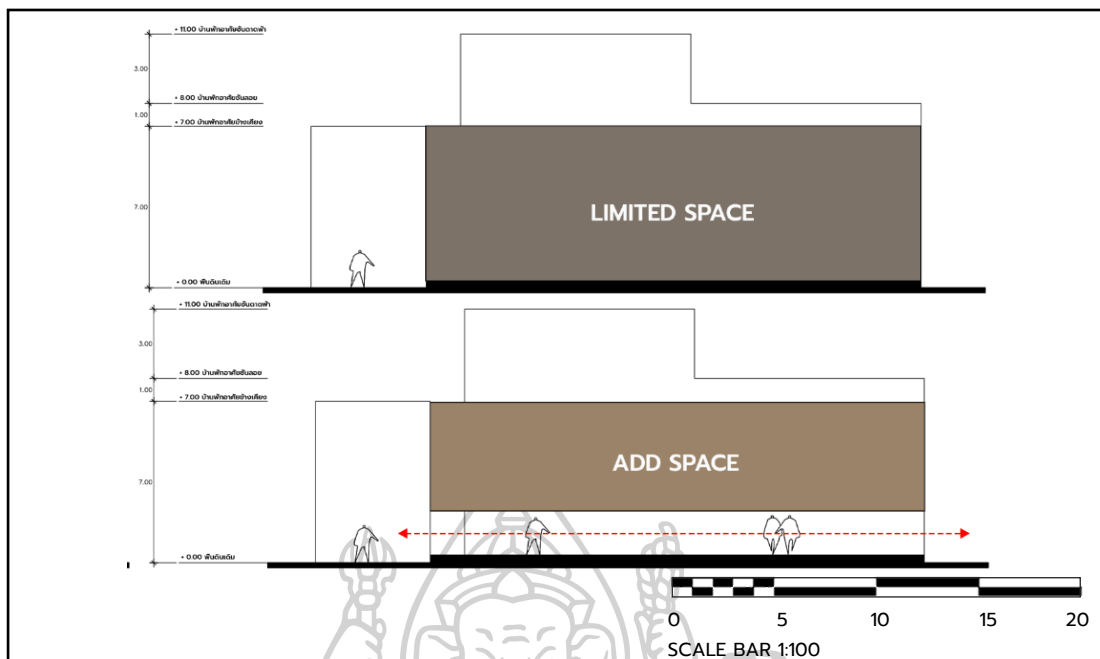 + 11.00 บ้านพักอาศัยชั้นดาดฟ้า
3.00
+ 8.00 บ้านพักอาศัยชั้นลอย
1.00
+ 7.00 บ้านพักอาศัยข้างเคียง
7.00
LIMITED SPACE
+ 0.00 พื้นดินเดิม
+ 11.00 บ้านพักอาศัยชั้นดาดฟ้า
3.00
+ 8.00 บ้านพักอาศัยชั้นลอย
1.00
+ 7.00 บ้านพักอาศัยข้างเคียง
ADD SPACE
7.00
+ 0.00 พื้นดินเดิม
0 5 10 15 20
SCALE BAR 1:100